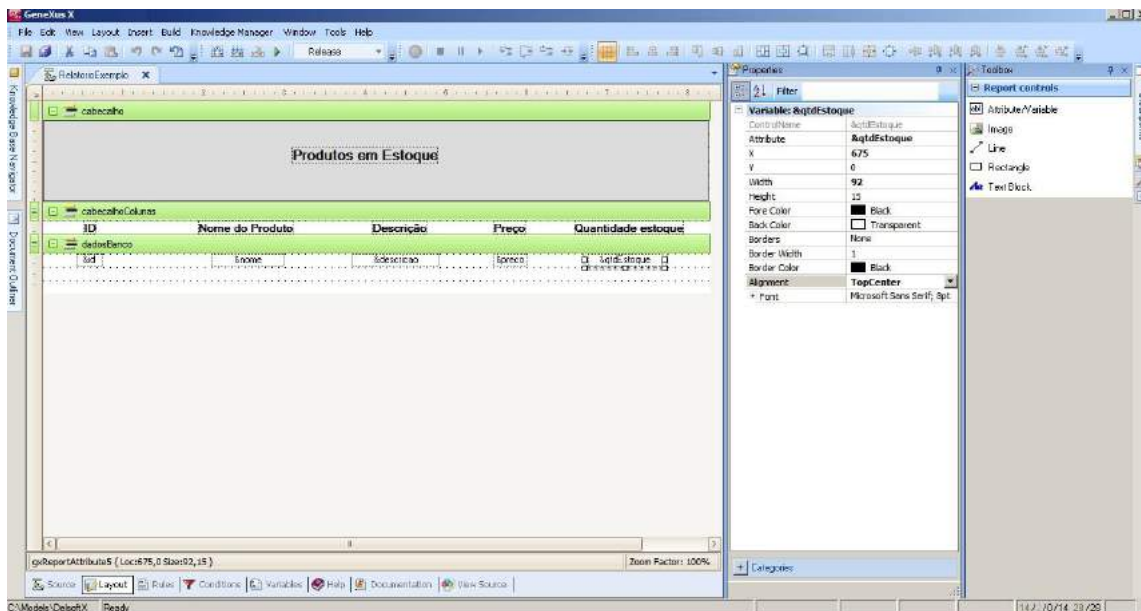 GeneXus X
File Edit View Layout Insert Build Knowledge Manager Window Tools Help
Release
RelatorioExemplo X
Knowledge Base Navigator
Document Outliner
cabecalho
Produtos em Estoque
cabecalhoColunas
ID Nome do Produto Descrição Preço Quantidade estoque
dadosBanco
&id &nome &descricao &preco &qtdEstoque
gxReportAttribute5 { Loc:675,0 Size:92,15 }
Zoom Factor: 100%
Source Layout Rules Conditions Variables Help Documentation View Source
C:\Models\DelsoftX Ready
Properties
Filter
Variable: &qtdEstoque
ControlName &qtdEstoque
Attribute &qtdEstoque
X 675
Y 0
Width 92
Height 15
Fore Color Black
Back Color Transparent
Borders None
Border Width 1
Border Color Black
Alignment TopCenter
+ Font Microsoft Sans Serif; 8pt
Categories
Toolbox
Report controls
Attribute/Variable
Image
Line
Rectangle
Text Block